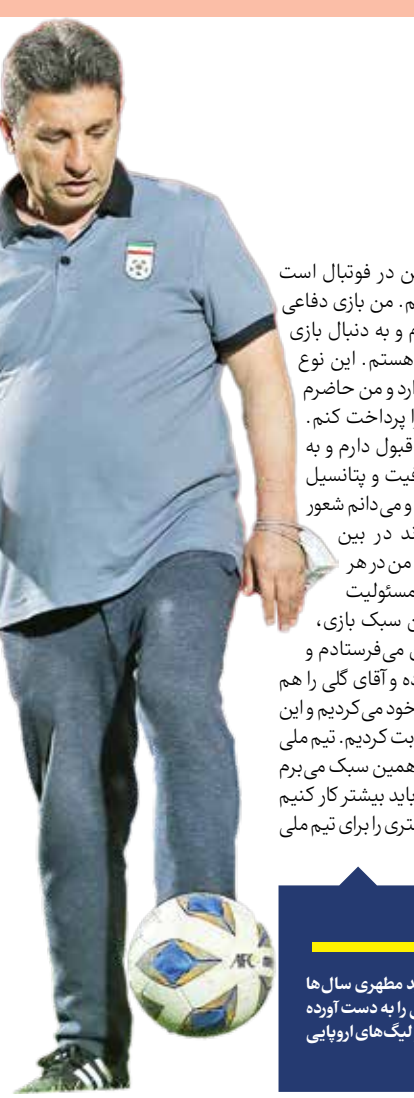 ن در فوتبال است
م. من بازی دفاعی
م و به دنبال بازی
هستم. این نوع
ارد و من حاضرم
ا پرداخت کنم.
قبول دارم و به
فیت و پتانسیل
و می‌دانم شعور
ند در بین
من در هر
مسئولیت
ن سبک بازی،
ی می‌فرستادم و
ده و آقای گلی را هم
خود می‌کردیم و این
بت کردیم. تیم ملی
همین سبک می‌برم
باید بیشتر کار کنیم
تری را برای تیم ملی
د مطهری سال‌ها
ی را به دست آورده
لیگ‌های اروپایی
AFC